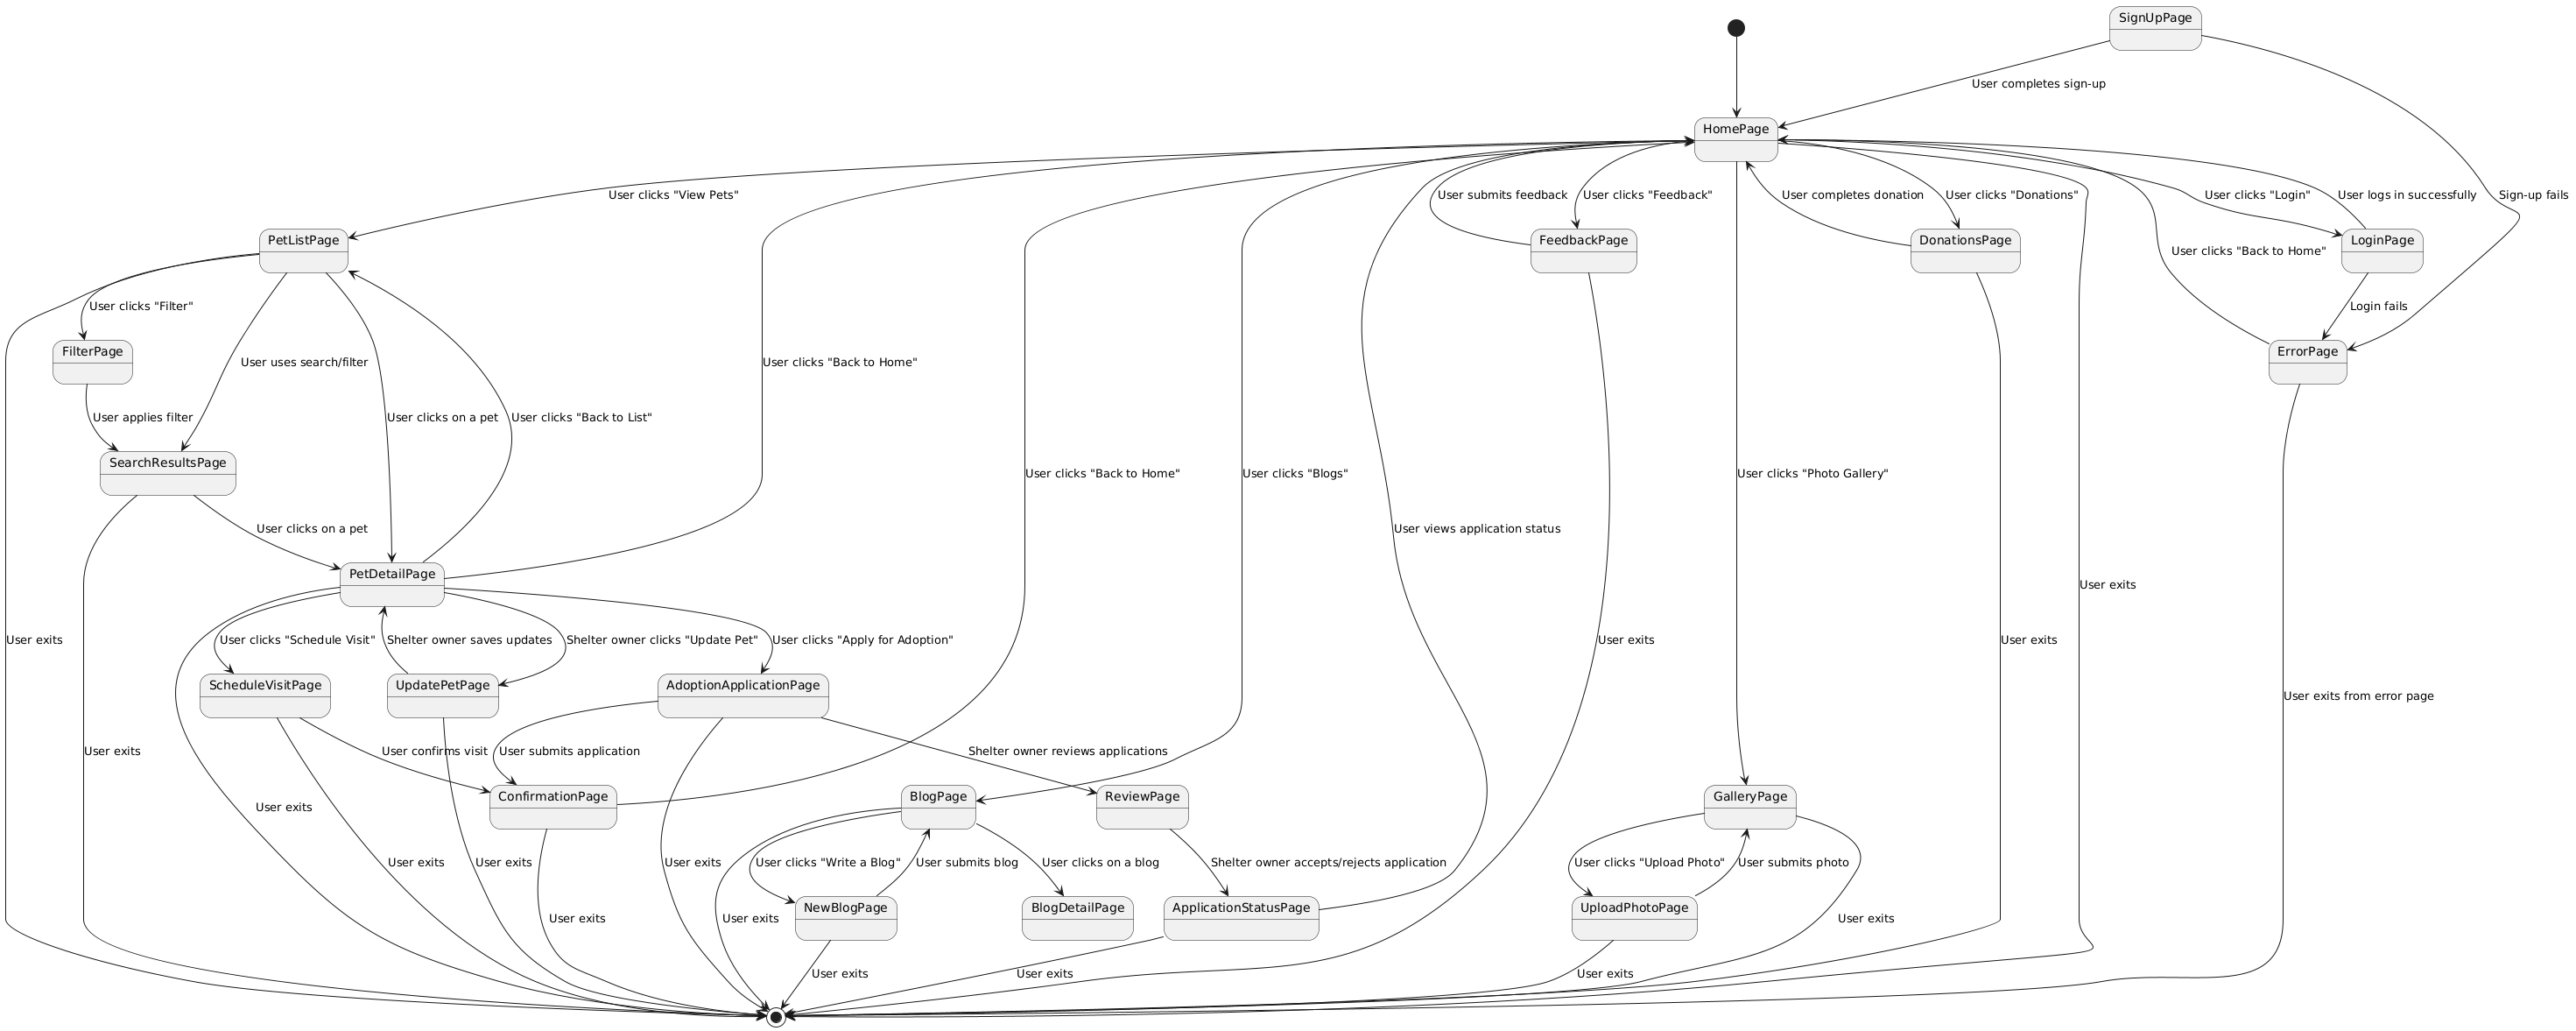 SignUpPage
User completes sign-up
HomePage
User clicks "View Pets"
User submits feedback
User clicks "Feedback"
User completes donation
User clicks "Donations"
User clicks "Login"
User logs in successfully
Sign-up fails
PetListPage
FeedbackPage
DonationsPage
LoginPage
User clicks "Back to Home"
User clicks "Filter"
Login fails
FilterPage
User uses search/filter
User clicks "Back to Home"
ErrorPage
User applies filter
User clicks on a pet
User clicks "Back to List"
SearchResultsPage
User clicks "Back to Home"
User clicks "Blogs"
User clicks "Photo Gallery"
User clicks on a pet
User views application status
PetDetailPage
User exits
User exits
User clicks "Schedule Visit"
Shelter owner saves updates
Shelter owner clicks "Update Pet"
User clicks "Apply for Adoption"
User exits
User exits
ScheduleVisitPage
UpdatePetPage
AdoptionApplicationPage
User exits from error page
User exits
User confirms visit
User submits application
Shelter owner reviews applications
ConfirmationPage
BlogPage
ReviewPage
GalleryPage
User exits
User exits
User exits
User exits
User clicks "Write a Blog"
User submits blog
User clicks on a blog
Shelter owner accepts/rejects application
User clicks "Upload Photo"
User submits photo
NewBlogPage
BlogDetailPage
ApplicationStatusPage
UploadPhotoPage
User exits
User exits
User exits
User exits
User exits
User exits